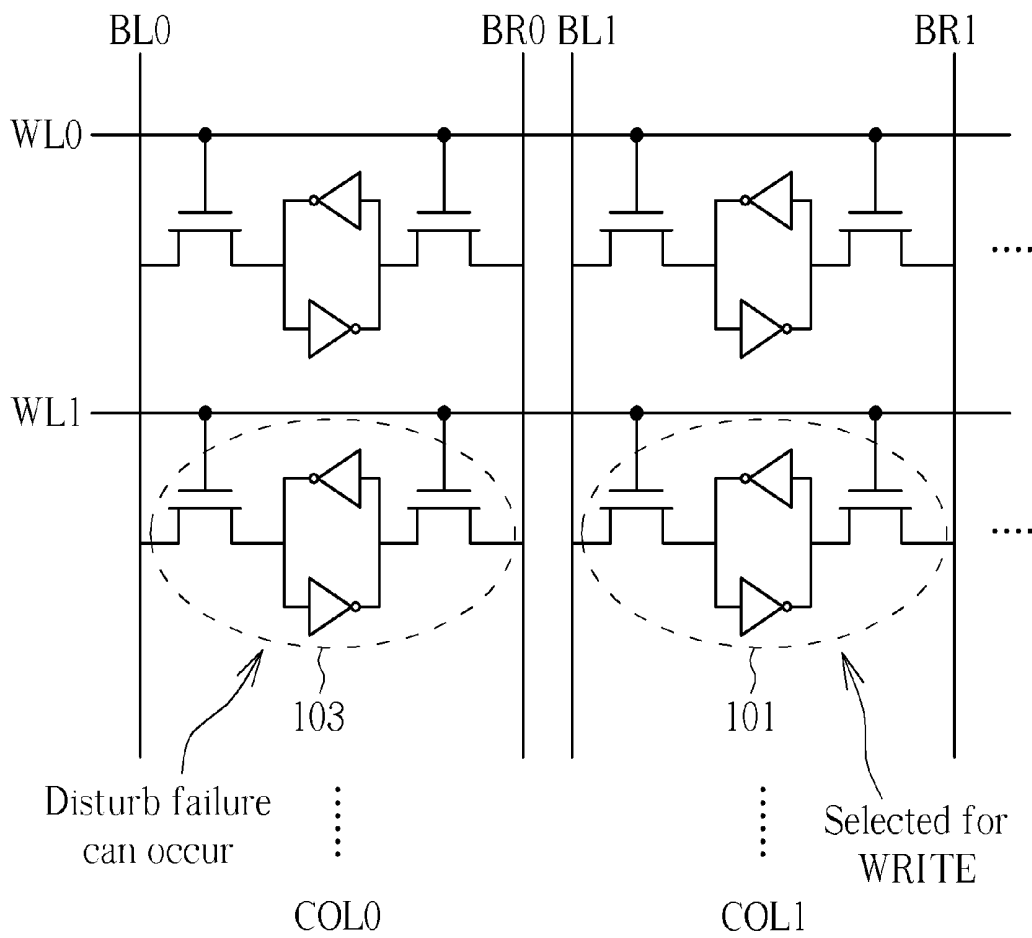 BL0
BR0
BL1
BR1
WL0
WL1
103
101
Disturb failure
can occur
Selected for
WRITE
COL0
COL1